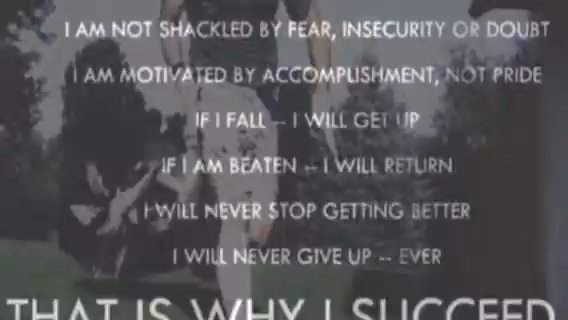 I AM NOT SHACKLED BY FEAR, INSECURITY OR DOUBT
I AM MOTIVATED BY ACCOMPLISHMENT, NOT PRIDE
IF I FALL -- I WILL GET UP
IF I AM BEATEN -- I WILL RETURN
I WILL NEVER STOP GETTING BETTER
I WILL NEVER GIVE UP -- EVER
THAT IS WHY I SUCCEED